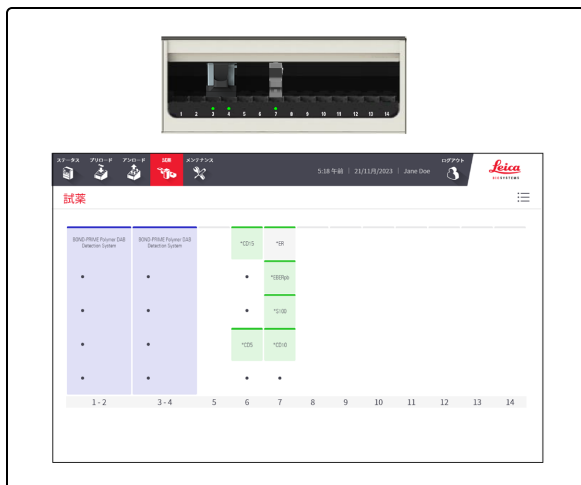 1 2 3 4 5 6 7 8 9 10 11 12 13 14
ステータス プリロード アンロード 試薬 メンテナンス
5:18 午前 | 21/11月/2023 | Jane Doe
ログアウト
Leica
BIOSYSTEMS
試薬
BOND-PRIME Polymer DAB
Detection System
BOND-PRIME Polymer DAB
Detection System
*CD15 *ER
*EBERpb
*S100
*CD5 *CD10
1 - 2 3 - 4 5 6 7 8 9 10 11 12 13 14